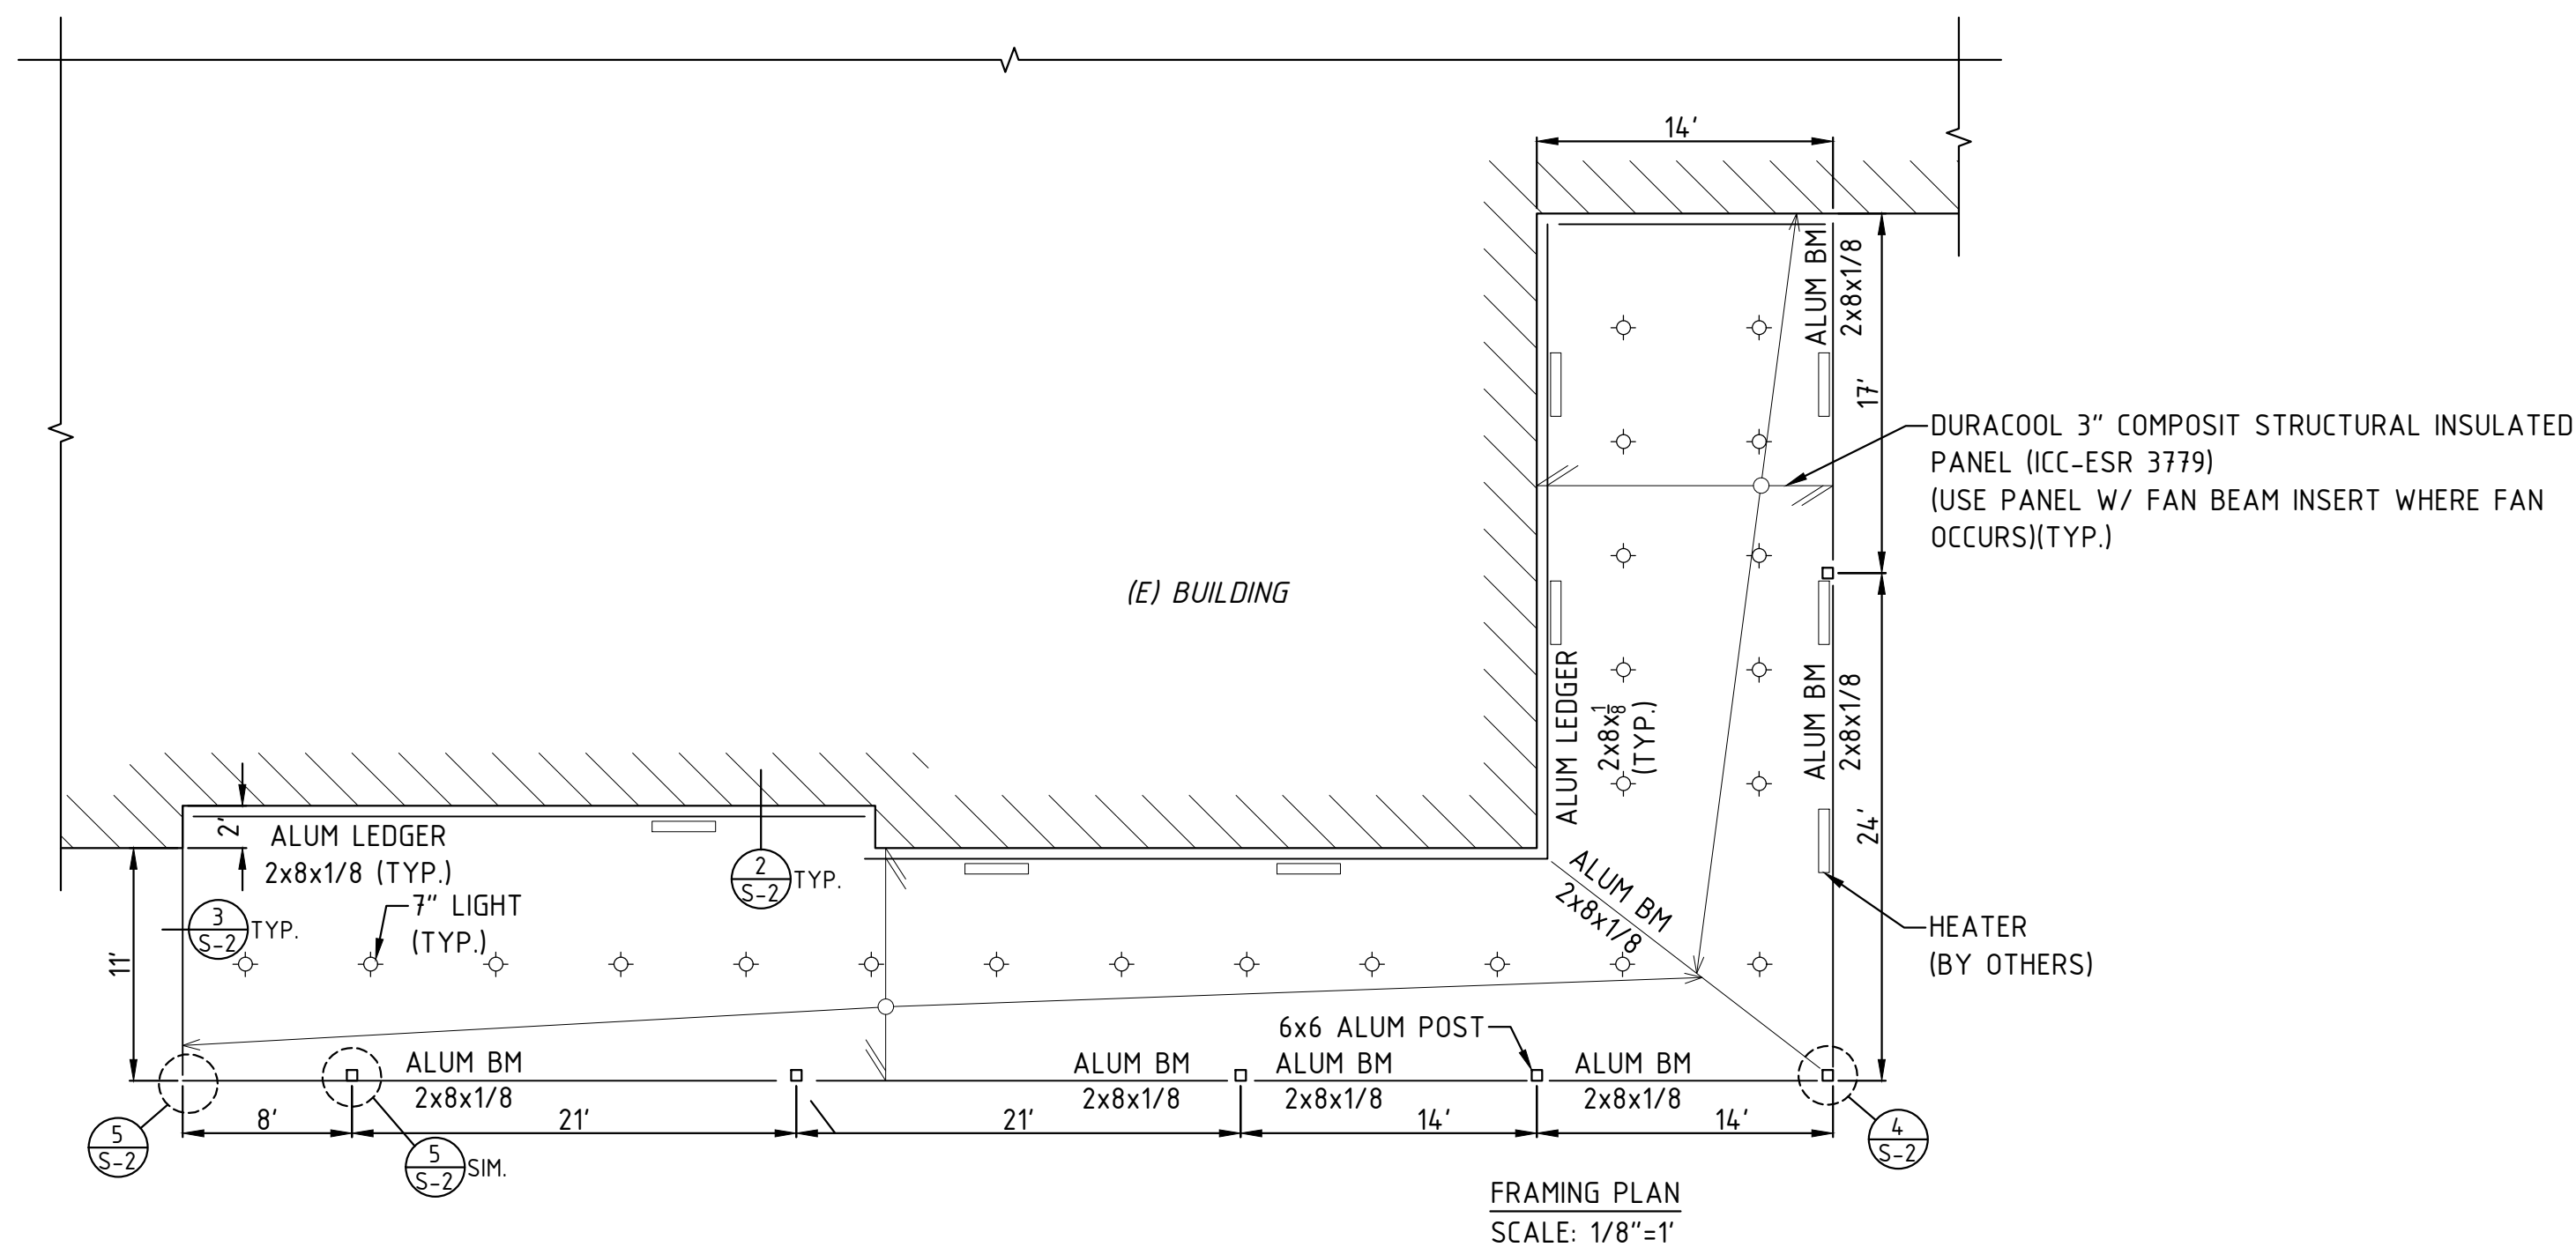 14'
ALUM BM
2x8x1/8
17'
DURACOOL 3" COMPOSIT STRUCTURAL INSULATED
PANEL (ICC-ESR 3779)
(USE PANEL W/ FAN BEAM INSERT WHERE FAN
OCCURS)(TYP.)
(E) BUILDING
ALUM LEDGER
2x8x1/8
(TYP.)
ALUM BM
2x8x1/8
24'
2'
ALUM LEDGER
2x8x1/8 (TYP.)
2
S-2
TYP.
ALUM BM
2x8x1/8
7" LIGHT
(TYP.)
3
S-2
TYP.
HEATER
(BY OTHERS)
11'
6x6 ALUM POST
ALUM BM
2x8x1/8
ALUM BM
2x8x1/8
ALUM BM
2x8x1/8
ALUM BM
2x8x1/8
8'
21'
21'
14'
14'
5
S-2
5
S-2
SIM.
4
S-2
FRAMING PLAN
SCALE: 1/8"=1'